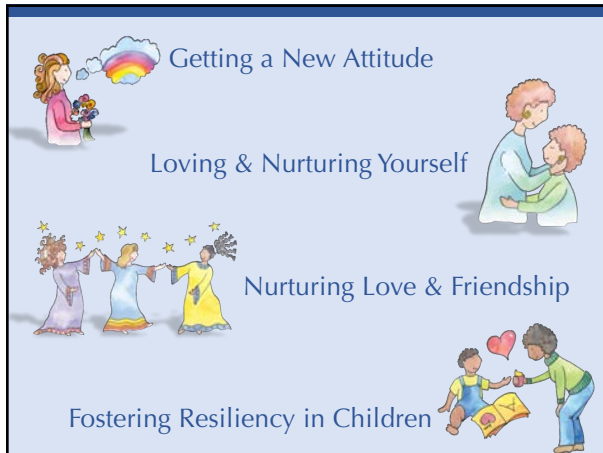 Getting a New Attitude
Loving & Nurturing Yourself
Nurturing Love & Friendship
Fostering Resiliency in Children